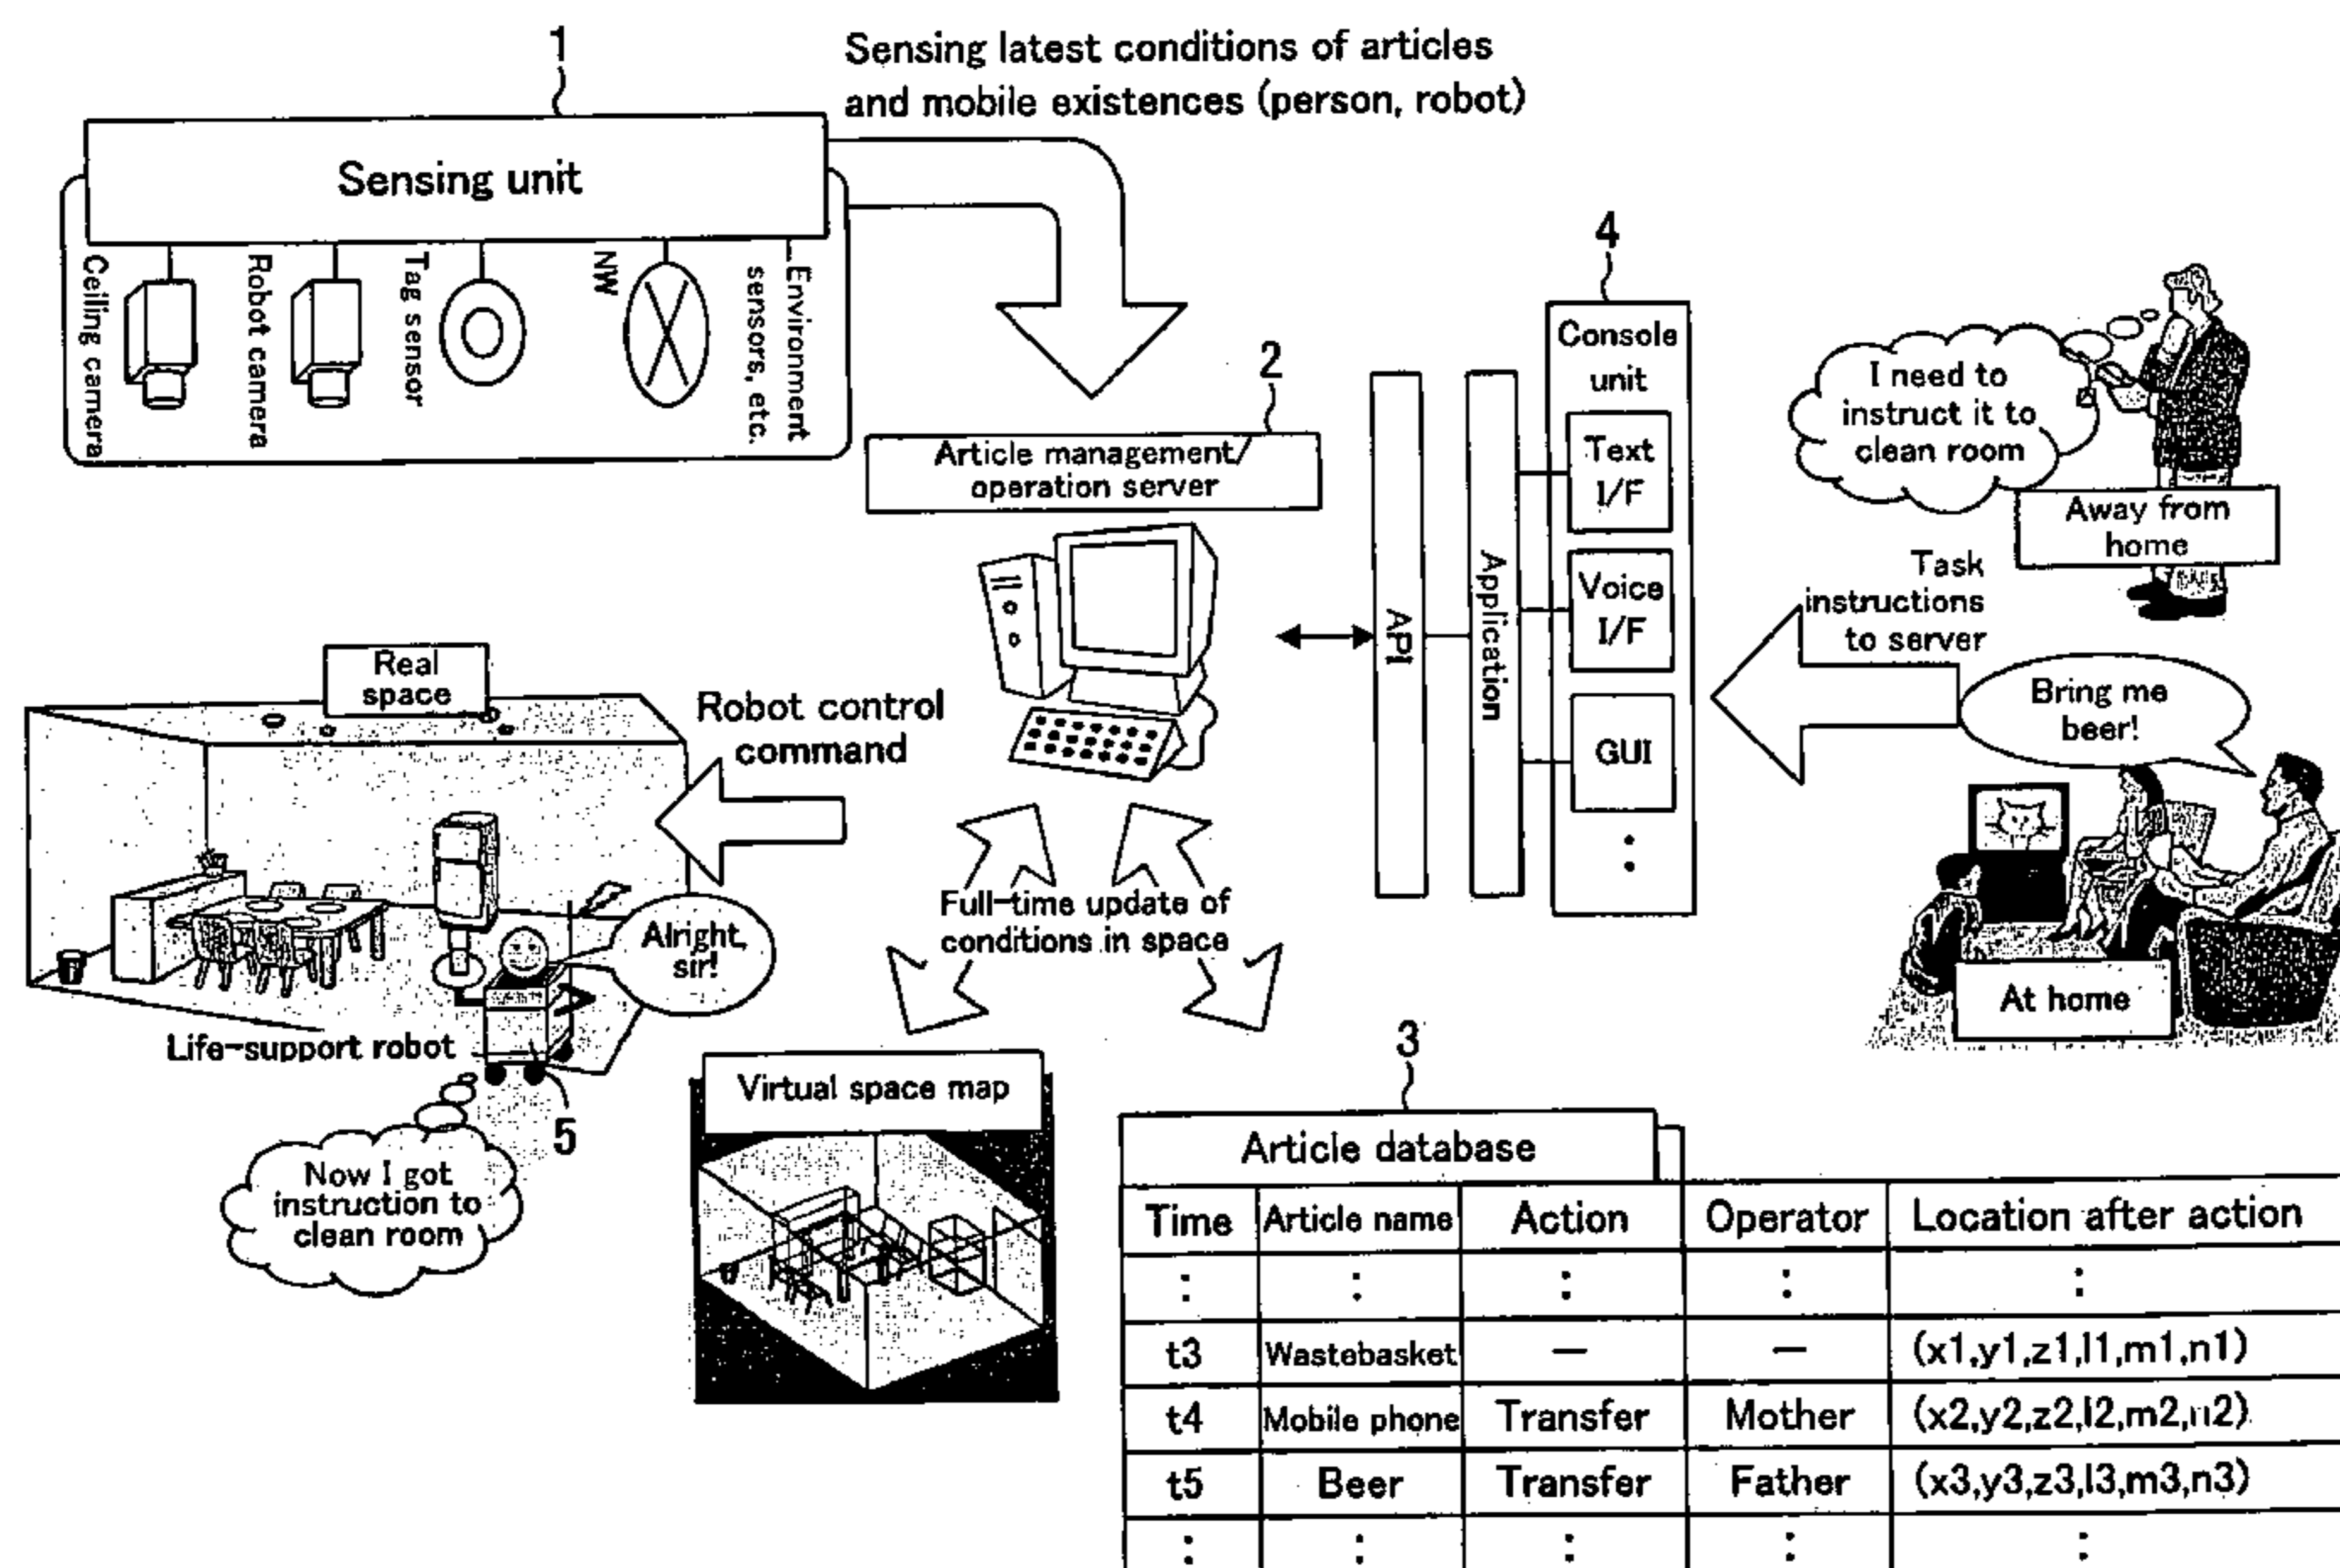 1
Sensing latest conditions of articles
and mobile existences (person, robot)
Sensing unit
Ceiling camera
Robot camera
Tag sensor
NW
Environment
sensors, etc.
2
Article management/
operation server
4
Console
unit
Text
I/F
Voice
I/F
GUI
API
Application
I need to
instruct it to
clean room
Away from
home
Task
instructions
to server
Bring me
beer!
At home
Real
space
Robot control
command
Alright,
sir!
Life-support robot
5
Now I got
instruction to
clean room
Full-time update of
conditions in space
Virtual space map
3
Article database
Time Article name Action Operator Location after action
: : : : :
t3 Wastebasket — — (x1,y1,z1,l1,m1,n1)
t4 Mobile phone Transfer Mother (x2,y2,z2,l2,m2,n2)
t5 Beer Transfer Father (x3,y3,z3,l3,m3,n3)
: : : : :